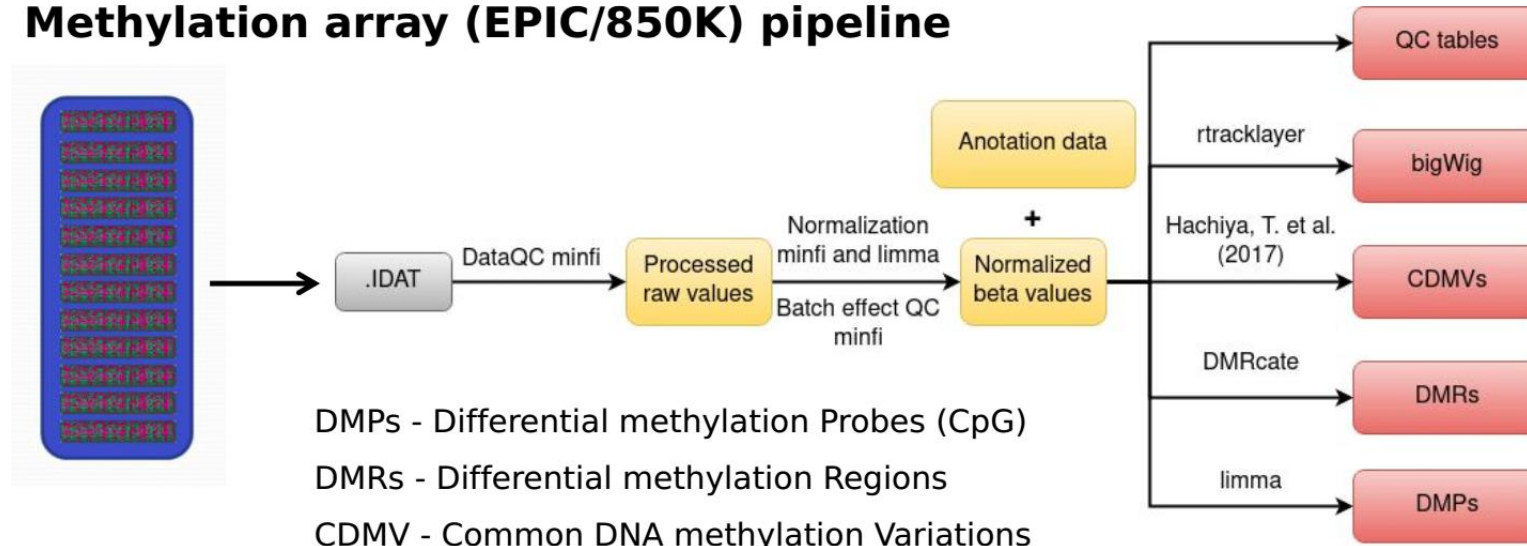 Methylation array (EPIC/850K) pipeline
.IDAT
DataQC minfi
Processed
raw values
Normalization
minfi and limma
Batch effect QC
minfi
Anotation data
+
Normalized
beta values
QC tables
rtracklayer
bigWig
Hachiya, T. et al.
(2017)
CDMVs
DMRcate
DMRs
limma
DMPs
DMPs - Differential methylation Probes (CpG)
DMRs - Differential methylation Regions
CDMV - Common DNA methylation Variations